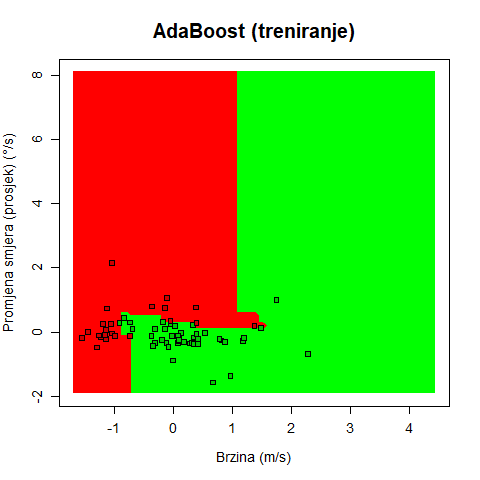 AdaBoost (treniranje)
Promjena smjera (prosjek) (°/s)
8
6
4
2
0
-2
-1 0 1 2 3 4
Brzina (m/s)